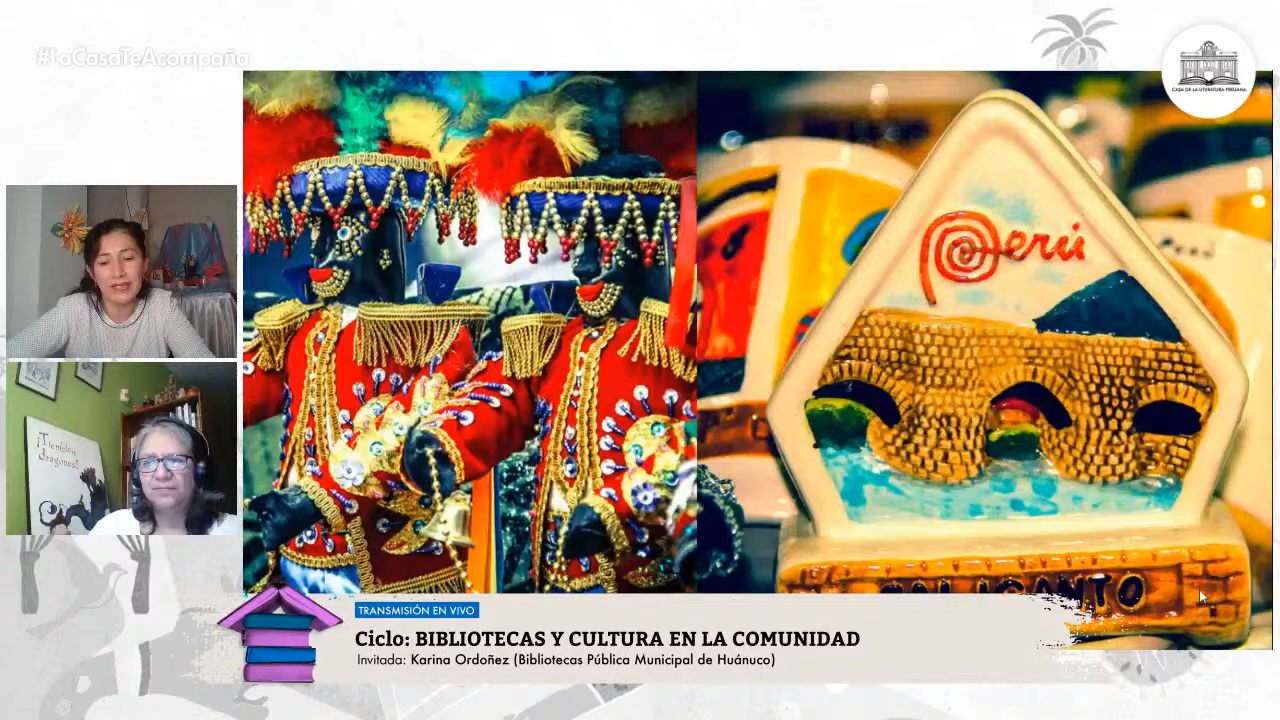 #LaCasaTeAcompaña
CASA DE LA LITERATURA PERUANA
Perú
Perú
¡Tiemblen,
dragones!
TRANSMISIÓN EN VIVO
Ciclo: BIBLIOTECAS Y CULTURA EN LA COMUNIDAD
Invitada: Karina Ordoñez (Bibliotecas Pública Municipal de Huánuco)